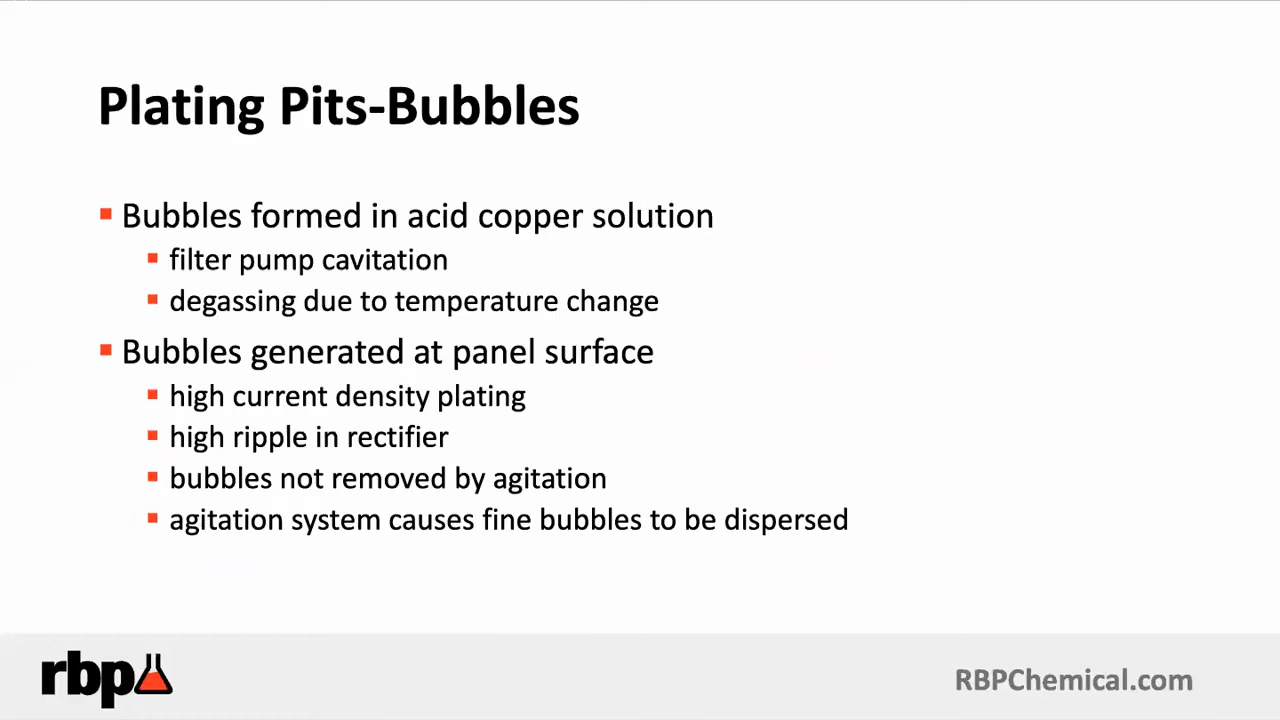 Plating Pits-Bubbles
Bubbles formed in acid copper solution
filter pump cavitation
degassing due to temperature change
Bubbles generated at panel surface
high current density plating
high ripple in rectifier
bubbles not removed by agitation
agitation system causes fine bubbles to be dispersed
rbp
RBPChemical.com